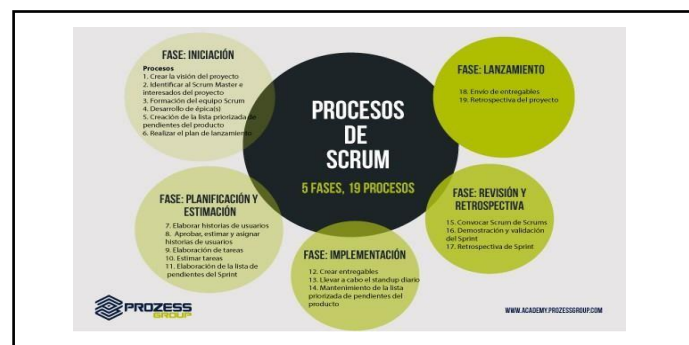 FASE: INICIACIÓN
Procesos
1. Crear la visión del proyecto
2. Identificar al Scrum Master e
interesados del proyecto
3. Formación del equipo Scrum
4. Desarrollo de épica(s)
5. Creación de la lista priorizada de
pendientes del producto
6. Realizar el plan de lanzamiento
PROCESOS
DE
SCRUM
5 FASES, 19 PROCESOS
FASE: LANZAMIENTO
18. Envío de entregables
19. Retrospectiva del proyecto
FASE: PLANIFICACIÓN Y
ESTIMACIÓN
7. Elaborar historias de usuarios
8. Aprobar, estimar y asignar
historias de usuarios
9. Elaboración de tareas
10. Estimar tareas
11. Elaboración de la lista de
pendientes del Sprint
FASE: IMPLEMENTACIÓN
12. Crear entregables
13. Llevar a cabo el standup diario
14. Mantenimiento de la lista
priorizada de pendientes del
producto
FASE: REVISIÓN Y
RETROSPECTIVA
15. Convocar Scrum de Scrums
16. Demostración y validación
del Sprint
17. Retrospectiva de Sprint
PROZESS
GROUP
WWW.ACADEMY.PROZESSGROUP.COM